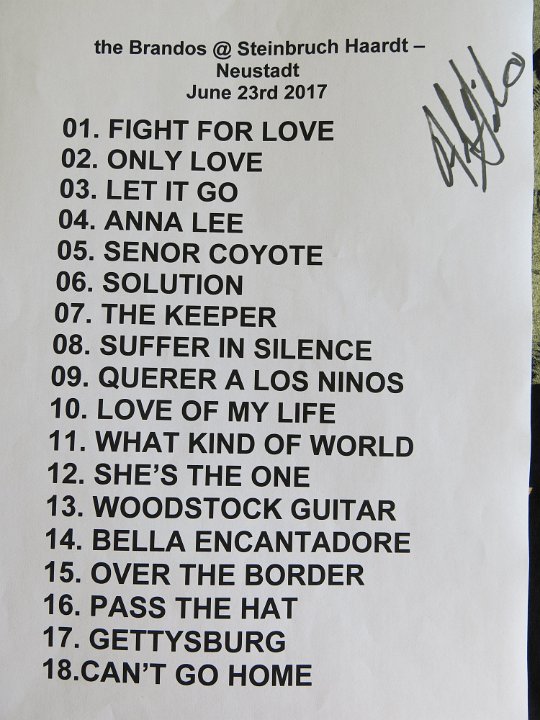 the Brandos @ Steinbruch Haardt –
Neustadt
June 23rd 2017
01. FIGHT FOR LOVE
02. ONLY LOVE
03. LET IT GO
04. ANNA LEE
05. SENOR COYOTE
06. SOLUTION
07. THE KEEPER
08. SUFFER IN SILENCE
09. QUERER A LOS NINOS
10. LOVE OF MY LIFE
11. WHAT KIND OF WORLD
12. SHE'S THE ONE
13. WOODSTOCK GUITAR
14. BELLA ENCANTADORE
15. OVER THE BORDER
16. PASS THE HAT
17. GETTYSBURG
18.CAN'T GO HOME